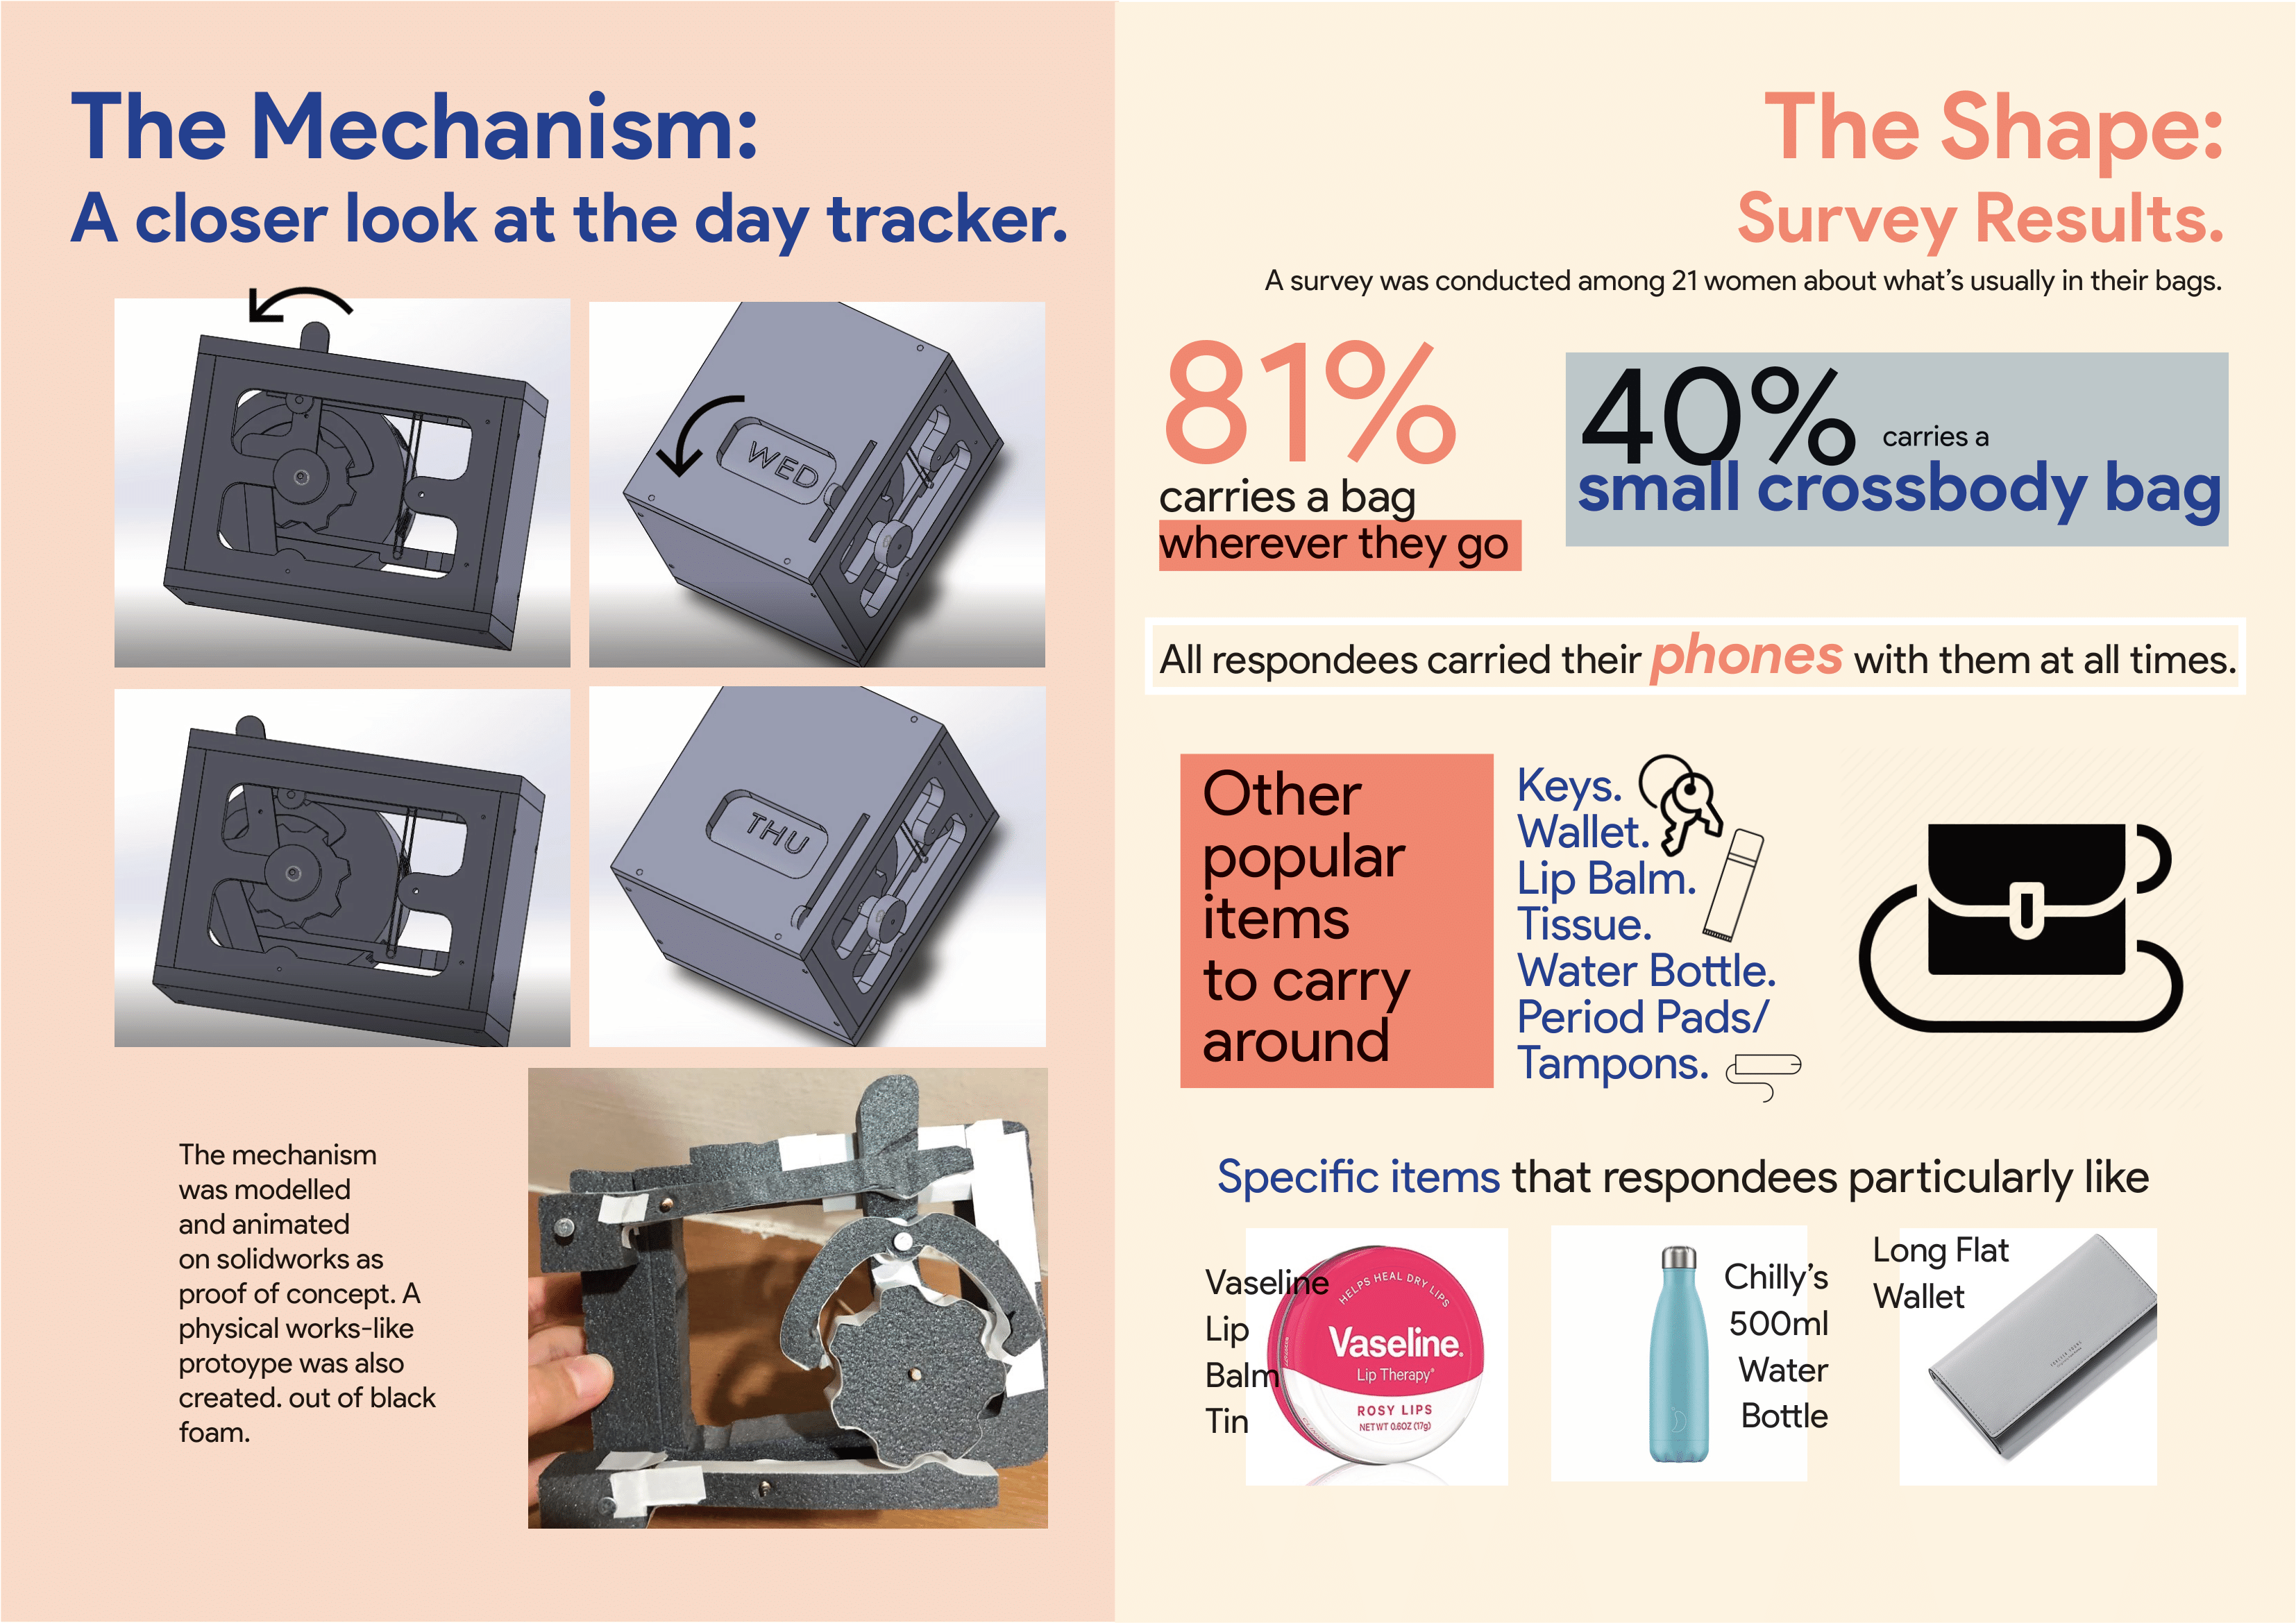 The Mechanism:
A closer look at the day tracker.
WED
THU
The mechanism
was modelled
and animated
on solidworks as
proof of concept. A
physical works-like
protoype was also
created. out of black
foam.
The Shape:
Survey Results.
A survey was conducted among 21 women about what’s usually in their bags.
81%
carries a bag
wherever they go
40% carries a
small crossbody bag
All respondees carried their phones with them at all times.
Other
popular
items
to carry
around
Keys.
Wallet.
Lip Balm.
Tissue.
Water Bottle.
Period Pads/
Tampons.
Specific items that respondees particularly like
Vaseline
Lip
Balm
Tin
HELPS HEAL DRY LIPS
Vaseline.
Lip Therapy®
ROSY LIPS
NET WT 0.6OZ (17g)
Chilly’s
500ml
Water
Bottle
Long Flat
Wallet